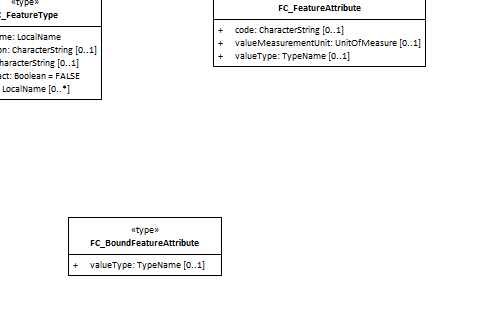 «type»
_FeatureType
me: LocalName
on: CharacterString [0..1]
haracterString [0..1]
act: Boolean = FALSE
LocalName [0..*]
FC_FeatureAttribute
+ code: CharacterString [0..1]
+ valueMeasurementUnit: UnitOfMeasure [0..1]
+ valueType: TypeName [0..1]
«type»
FC_BoundFeatureAttribute
+ valueType: TypeName [0..1]